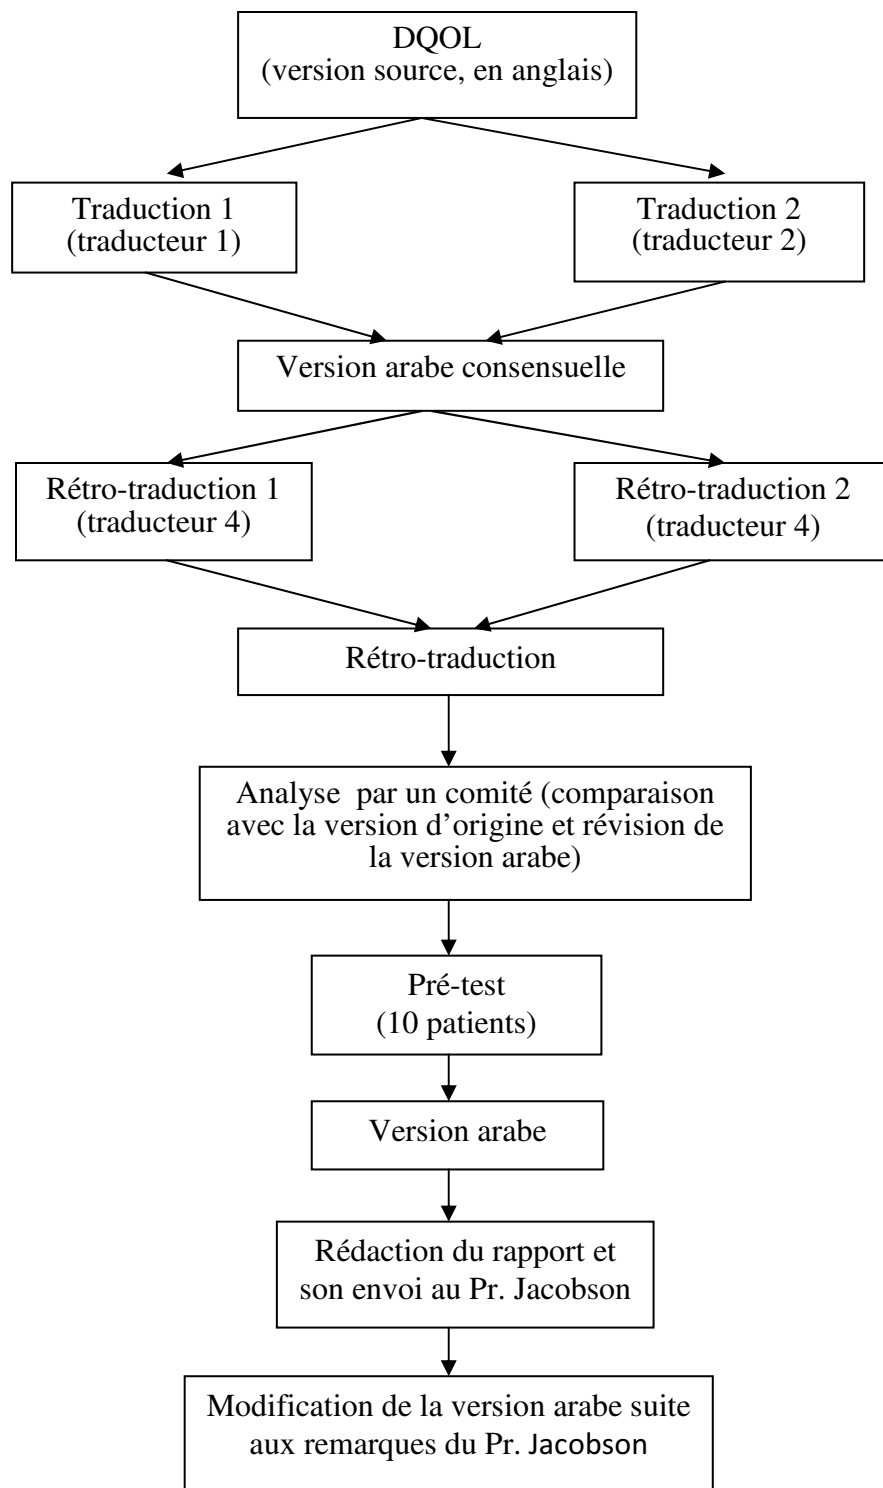 DQOL
(version source, en anglais)
Traduction 1
(traducteur 1)
Traduction 2
(traducteur 2)
Version arabe consensuelle
Rétro-traduction 1
(traducteur 4)
Rétro-traduction 2
(traducteur 4)
Rétro-traduction
Analyse par un comité (comparaison
avec la version d’origine et révision de
la version arabe)
Pré-test
(10 patients)
Version arabe
Rédaction du rapport et
son envoi au Pr. Jacobson
Modification de la version arabe suite
aux remarques du Pr. Jacobson